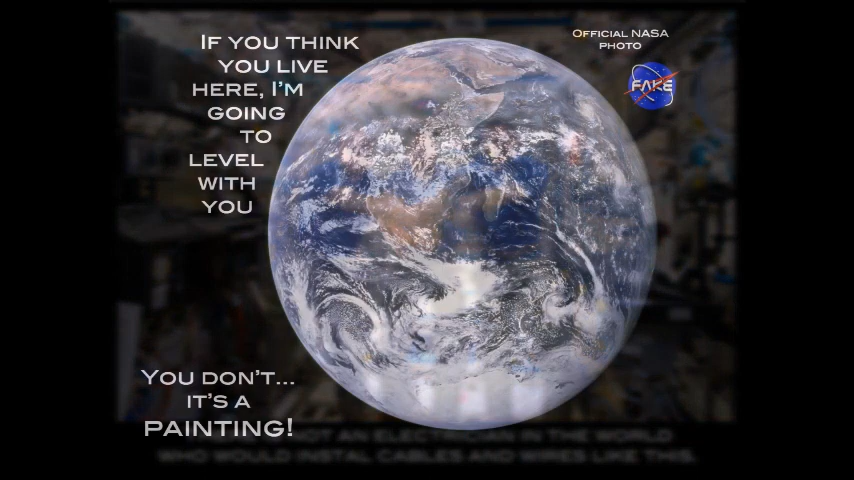 IF YOU THINK
YOU LIVE
HERE, I'M
GOING
TO
LEVEL
WITH
YOU
OFFICIAL NASA
PHOTO
FAKE
YOU DON'T...
IT'S A
PAINTING!
NOT AN ELECTRICIAN IN THE WORLD
WHO WOULD INSTAL CABLES AND WIRES LIKE THIS.